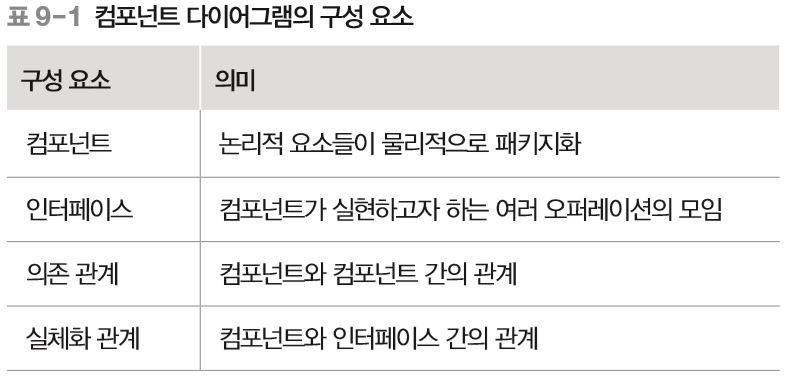 표 9-1 컴포넌트 다이어그램의 구성 요소
구성 요소 의미
컴포넌트 논리적 요소들이 물리적으로 패키지화
인터페이스 컴포넌트가 실현하고자 하는 여러 오퍼레이션의 모임
의존 관계 컴포넌트와 컴포넌트 간의 관계
실체화 관계 컴포넌트와 인터페이스 간의 관계